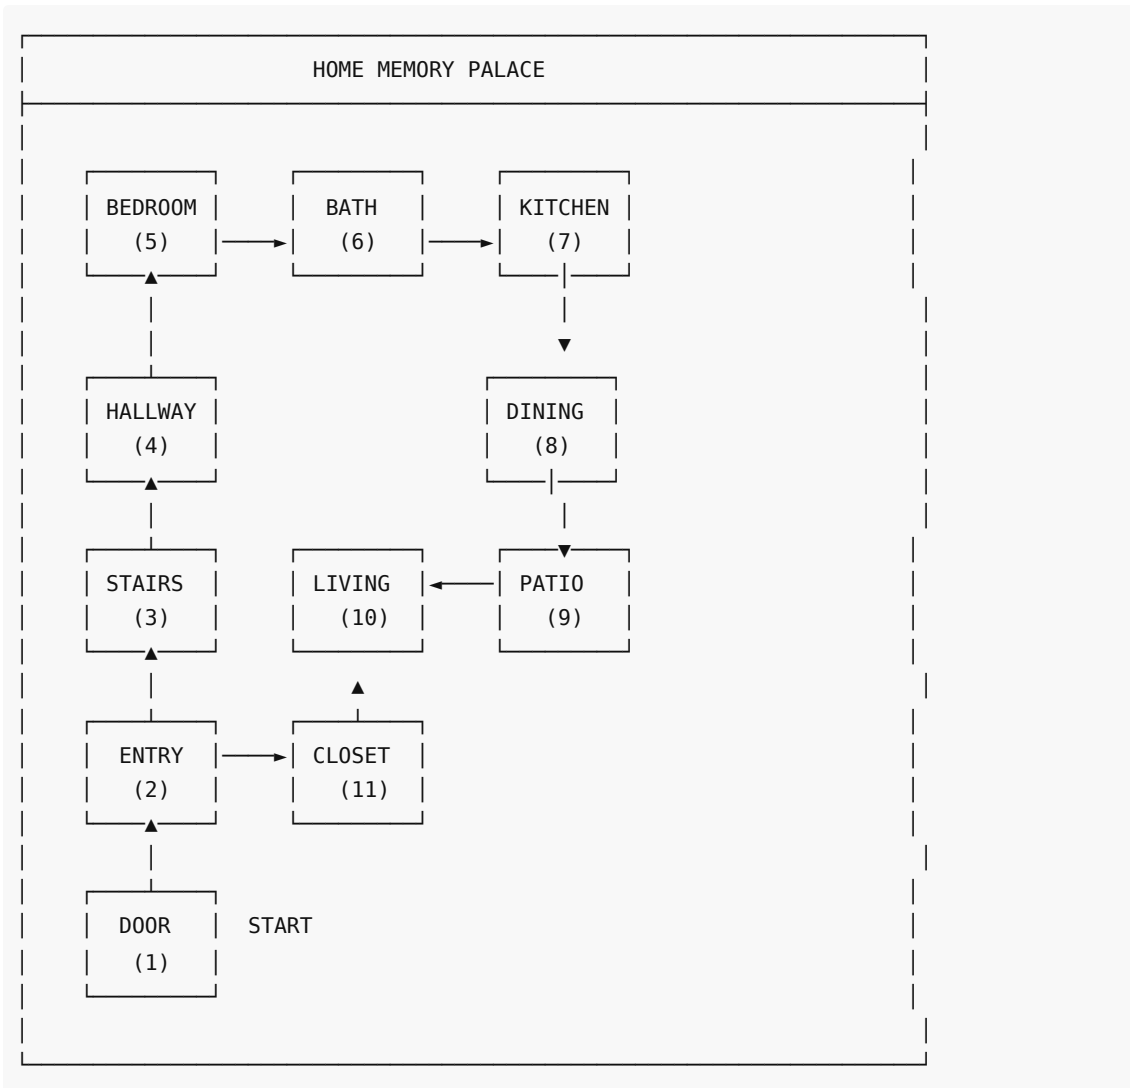 HOME MEMORY PALACE
BEDROOM BATH KITCHEN
(5) (6) (7)
HALLWAY DINING
(4) (8)
STAIRS LIVING PATIO
(3) (10) (9)
ENTRY CLOSET
(2) (11)
DOOR START
(1)